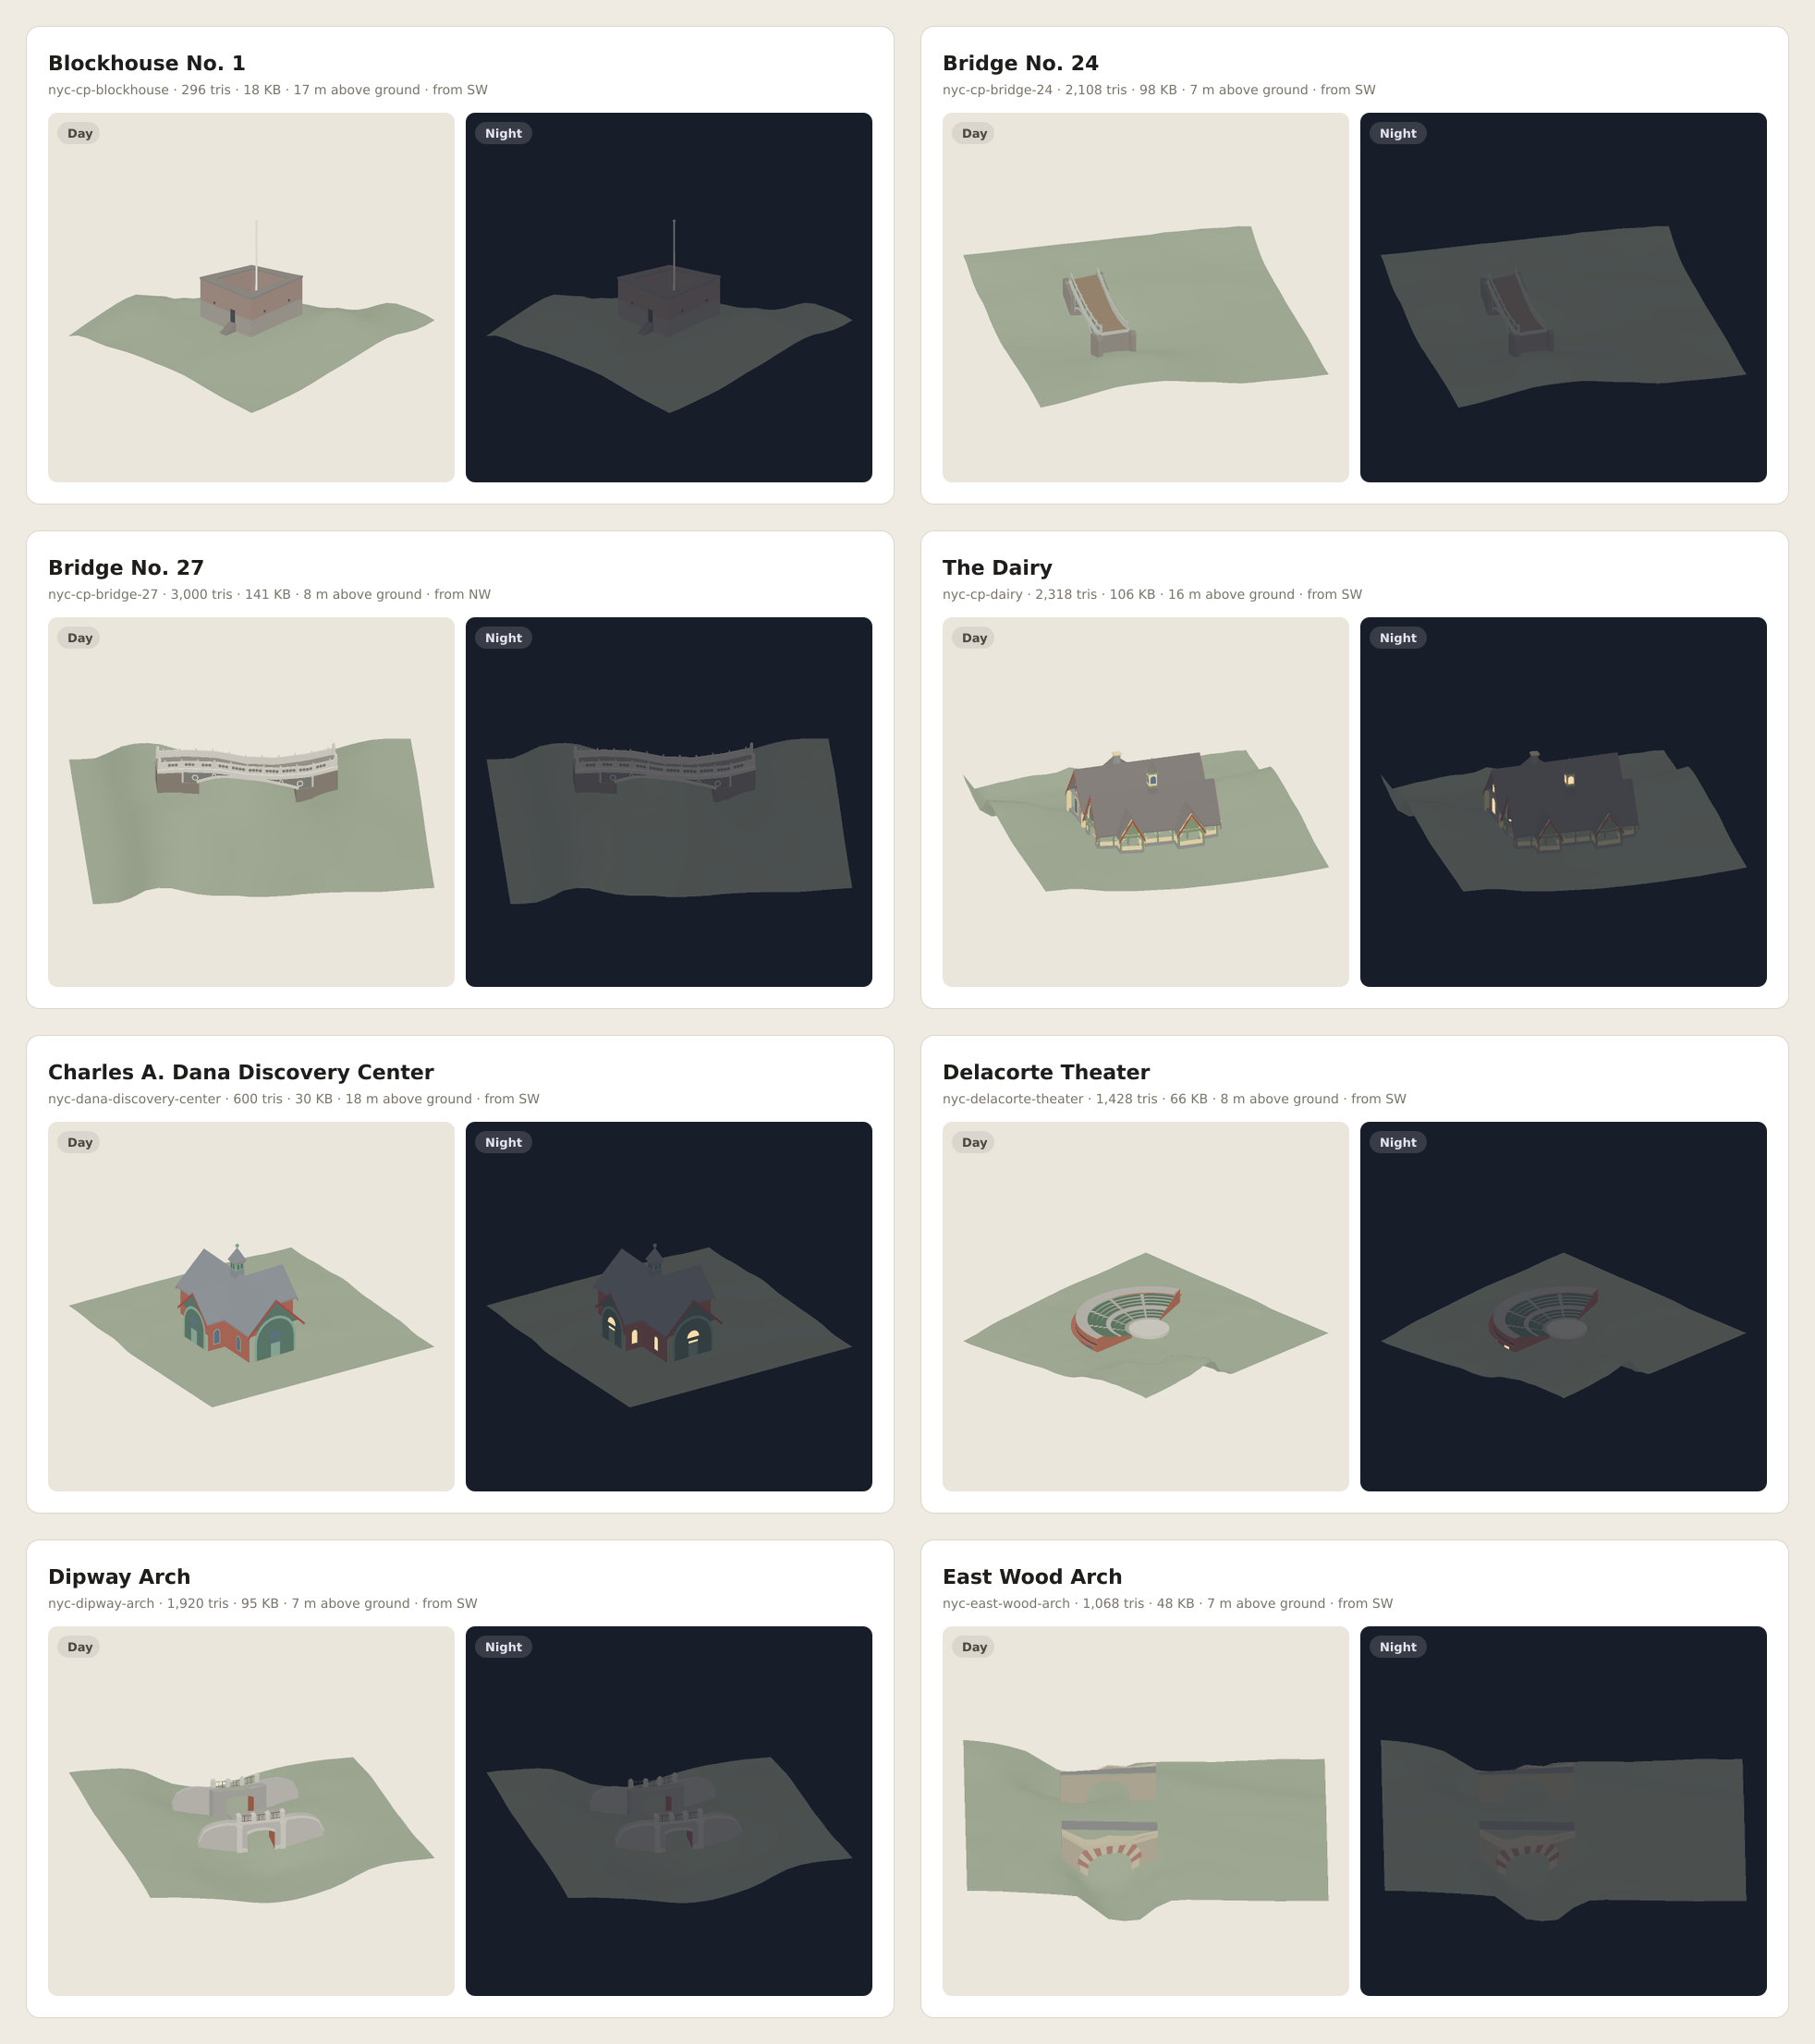 Blockhouse No. 1
nyc-cp-blockhouse · 296 tris · 18 KB · 17 m above ground · from SW
Day
Night
Bridge No. 24
nyc-cp-bridge-24 · 2,108 tris · 98 KB · 7 m above ground · from SW
Day
Night
Bridge No. 27
nyc-cp-bridge-27 · 3,000 tris · 141 KB · 8 m above ground · from NW
Day
Night
The Dairy
nyc-cp-dairy · 2,318 tris · 106 KB · 16 m above ground · from SW
Day
Night
Charles A. Dana Discovery Center
nyc-dana-discovery-center · 600 tris · 30 KB · 18 m above ground · from SW
Day
Night
Delacorte Theater
nyc-delacorte-theater · 1,428 tris · 66 KB · 8 m above ground · from SW
Day
Night
Dipway Arch
nyc-dipway-arch · 1,920 tris · 95 KB · 7 m above ground · from SW
Day
Night
East Wood Arch
nyc-east-wood-arch · 1,068 tris · 48 KB · 7 m above ground · from SW
Day
Night